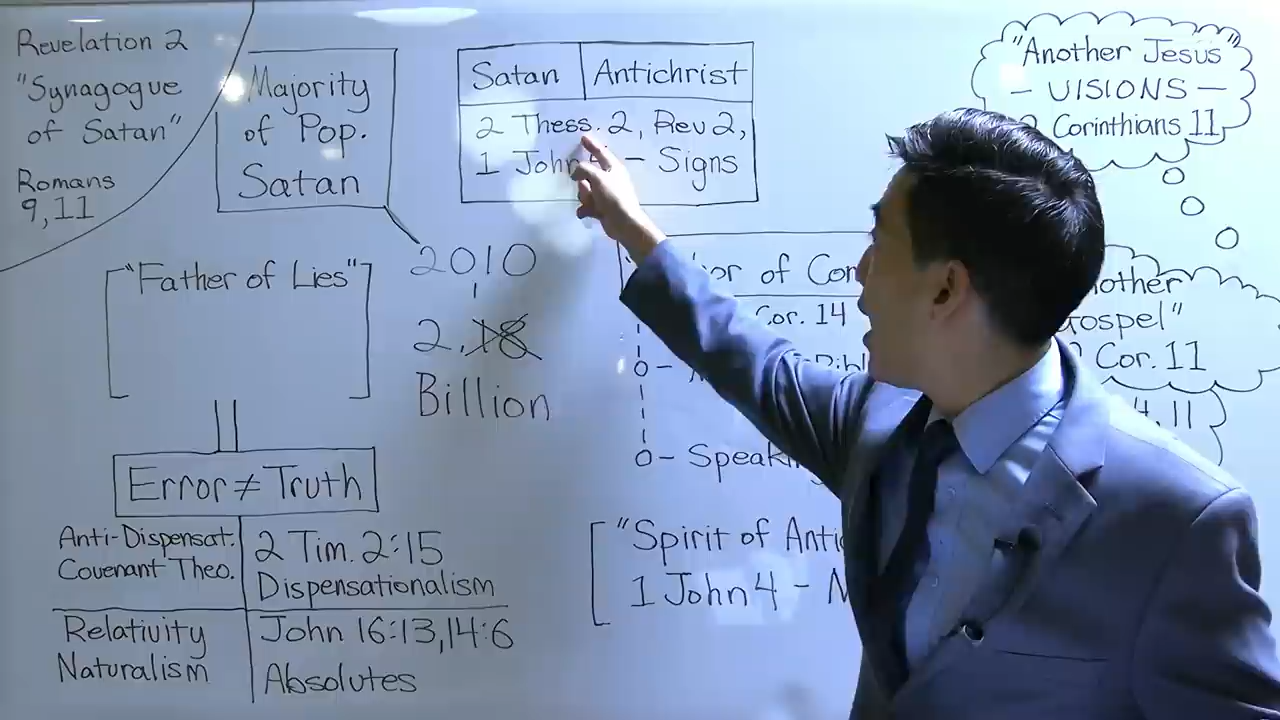 Revelation 2
"Synagogue
of Satan"
Romans
9,11
Majority
of Pop.
Satan
Satan
Antichrist
2 Thess. 2, Rev 2,
1 John – Signs
"Another Jesus"
– VISIONS –
Corinthians 11
"Father of Lies"
2010
2.18
Billion
of
Cor. 14
Gospel"
Cor. 11
11
Error ≠ Truth
Anti-Dispensat.
Covenant Theo.
2 Tim. 2:15
Dispensationalism
Relativity
Naturalism
John 16:13,14:6
Absolutes
"Spirit of
1 John 4 –